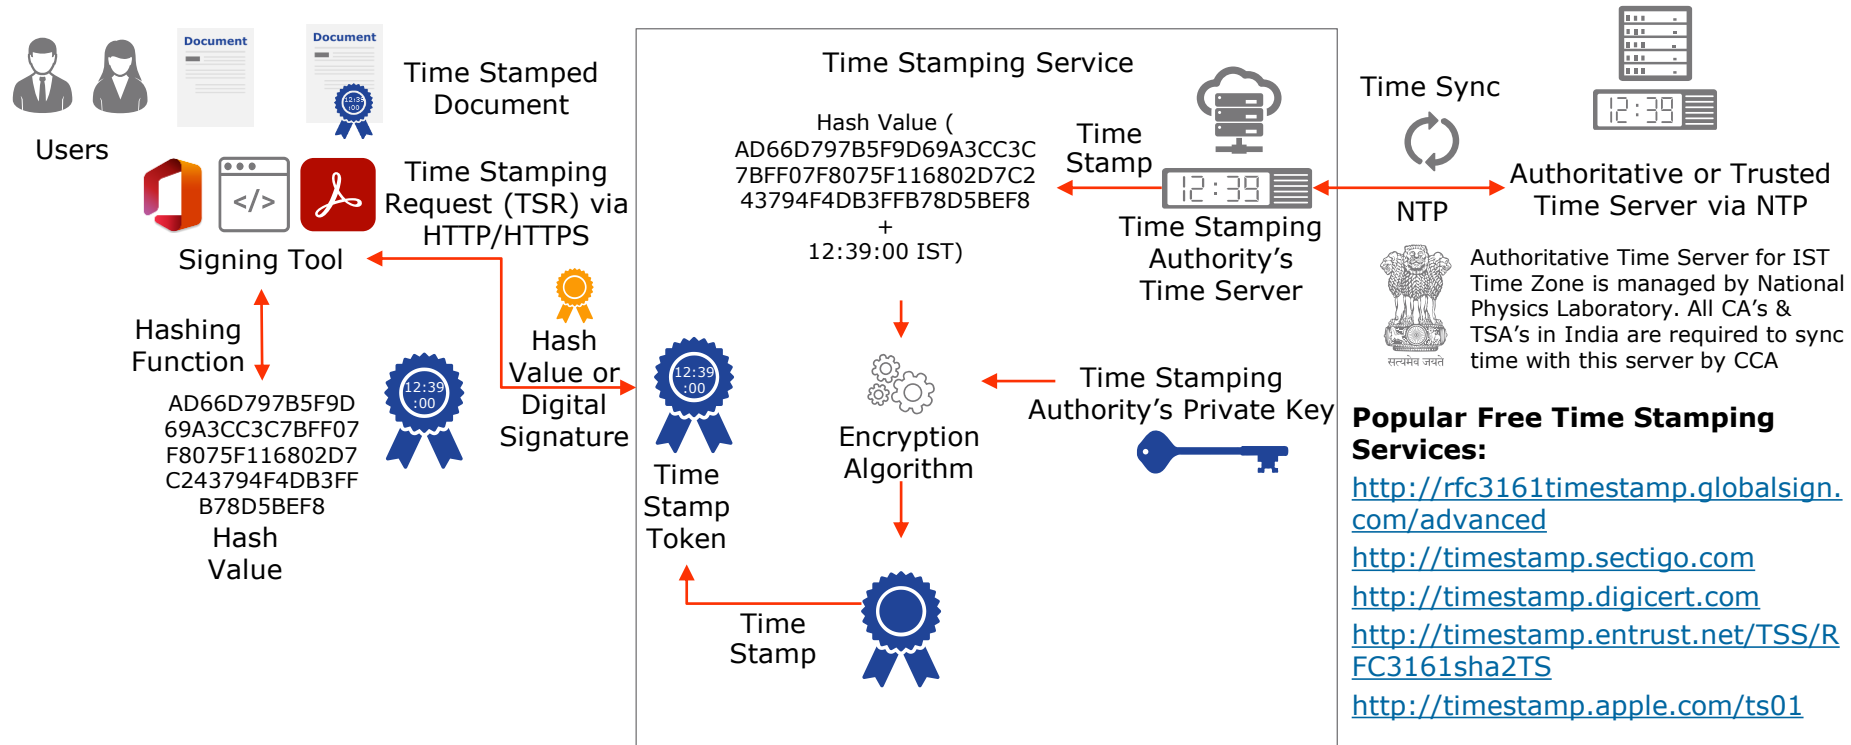 Document
Document
Time Stamped
Document
Users
</>
Time Stamping
Request (TSR) via
HTTP/HTTPS
Signing Tool
Hashing
Function
AD66D797B5F9D
69A3CC3C7BFF07
F8075F116802D7
C243794F4DB3FF
B78D5BEF8
Hash
Value
12:39
:00
12:39
:00
Hash
Value or
Digital
Signature
Time Stamping Service
Hash Value (
AD66D797B5F9D69A3CC3C
7BFF07F8075F116802D7C2
43794F4DB3FFB78D5BEF8
+
12:39:00 IST)
Time
Stamp
12:39
Time Stamping
Authority's
Time Server
12:39
:00
Time
Stamp
Token
Encryption
Algorithm
Time Stamping
Authority's Private Key
Time
Stamp
Time Sync
NTP
12:39
Authoritative or Trusted
Time Server via NTP
सत्यमेव जयते
Authoritative Time Server for IST
Time Zone is managed by National
Physics Laboratory. All CA's &
TSA's in India are required to sync
time with this server by CCA
Popular Free Time Stamping
Services:
http://rfc3161timestamp.globalsign.
com/advanced
http://timestamp.sectigo.com
http://timestamp.digicert.com
http://timestamp.entrust.net/TSS/R
FC3161sha2TS
http://timestamp.apple.com/ts01